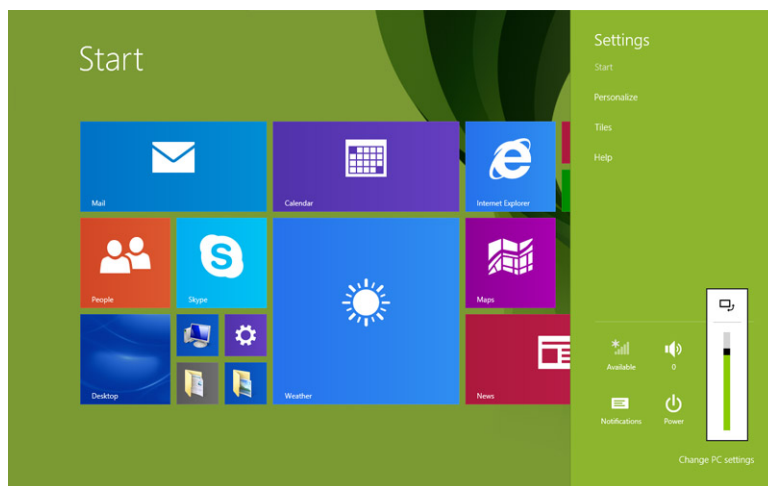 Start
Mail
Calendar
Internet Explorer
People
Skype
Maps
Desktop
Weather
News
Settings
Start
Personalize
Tiles
Help
Available
0
Notifications
Power
Change PC settings